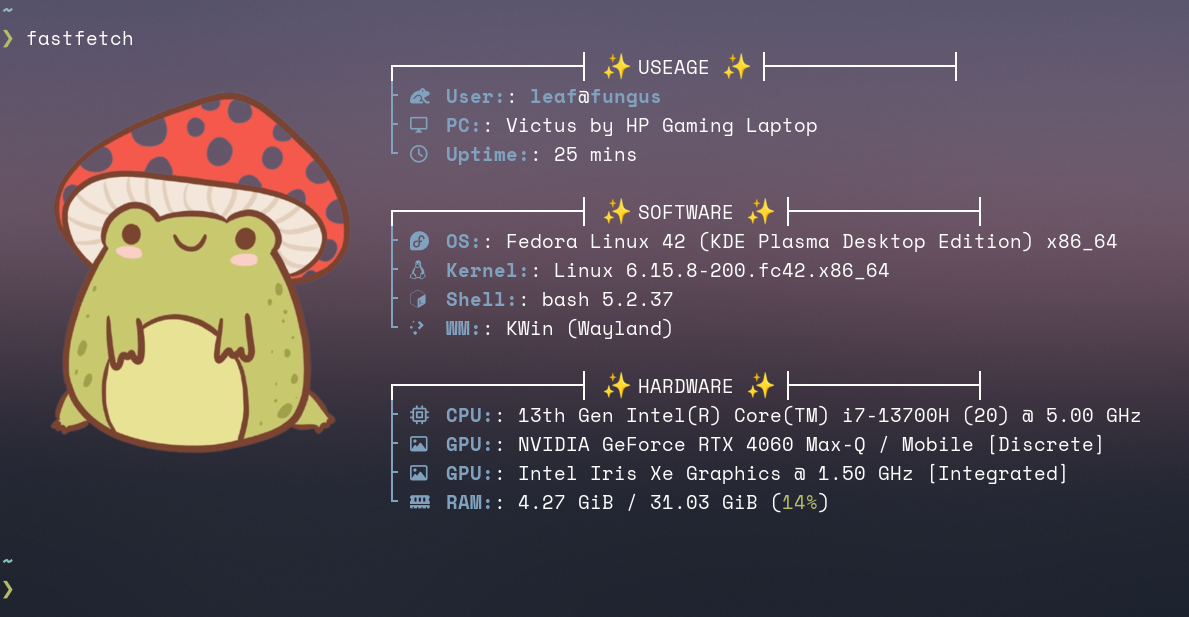 ~
❯ fastfetch
✨ USEAGE ✨
User:: leaf@fungus
PC:: Victus by HP Gaming Laptop
Uptime:: 25 mins
✨ SOFTWARE ✨
OS:: Fedora Linux 42 (KDE Plasma Desktop Edition) x86_64
Kernel:: Linux 6.15.8-200.fc42.x86_64
Shell:: bash 5.2.37
WM:: KWin (Wayland)
✨ HARDWARE ✨
CPU:: 13th Gen Intel(R) Core(TM) i7-13700H (20) @ 5.00 GHz
GPU:: NVIDIA GeForce RTX 4060 Max-Q / Mobile [Discrete]
GPU:: Intel Iris Xe Graphics @ 1.50 GHz [Integrated]
RAM:: 4.27 GiB / 31.03 GiB (14%)
~
❯